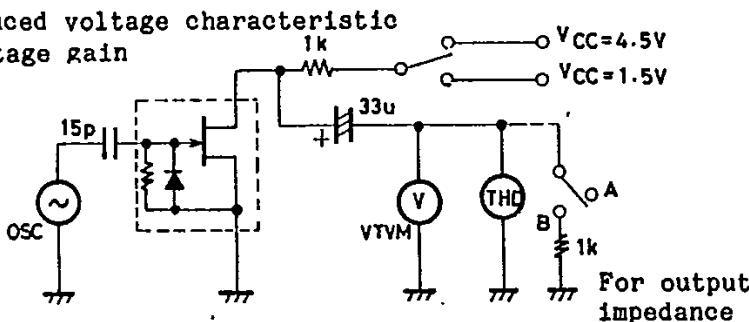 uced voltage characteristic
tage gain
1k
VCC=4.5V
VCC=1.5V
15p
33u
+
OSC
V
VTVM
THD
A
B
1k
For output
impedance